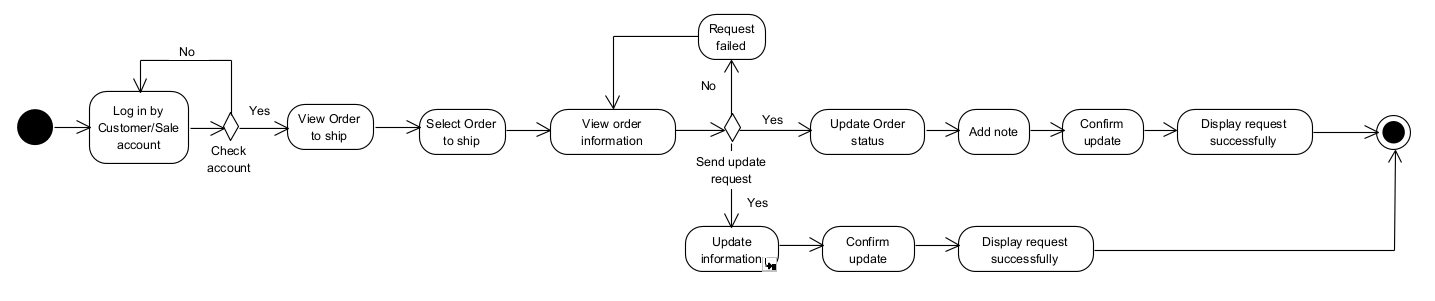 Request
failed
No
No
Log in by
Customer/Sale
account
Yes
Check
account
View Order
to ship
Select Order
to ship
View order
information
Yes
Send update
request
Yes
Update Order
status
Add note
Confirm
update
Display request
successfully
Update
information
Confirm
update
Display request
successfully